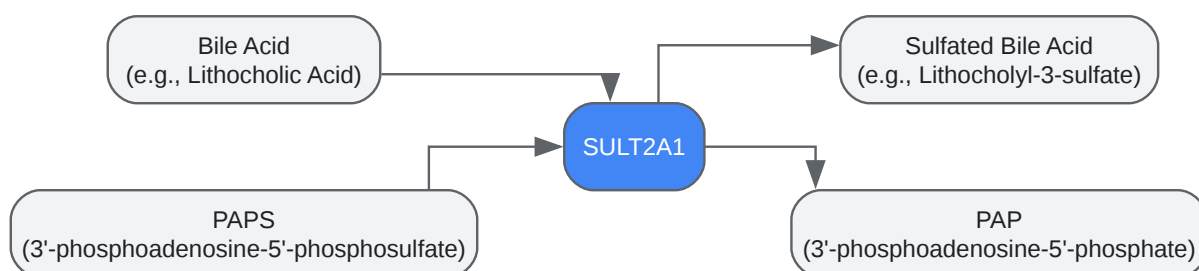 Bile Acid
(e.g., Lithocholic Acid)
Sulfated Bile Acid
(e.g., Lithocholyl-3-sulfate)
SULT2A1
PAPS
(3'-phosphoadenosine-5'-phosphosulfate)
PAP
(3'-phosphoadenosine-5'-phosphate)